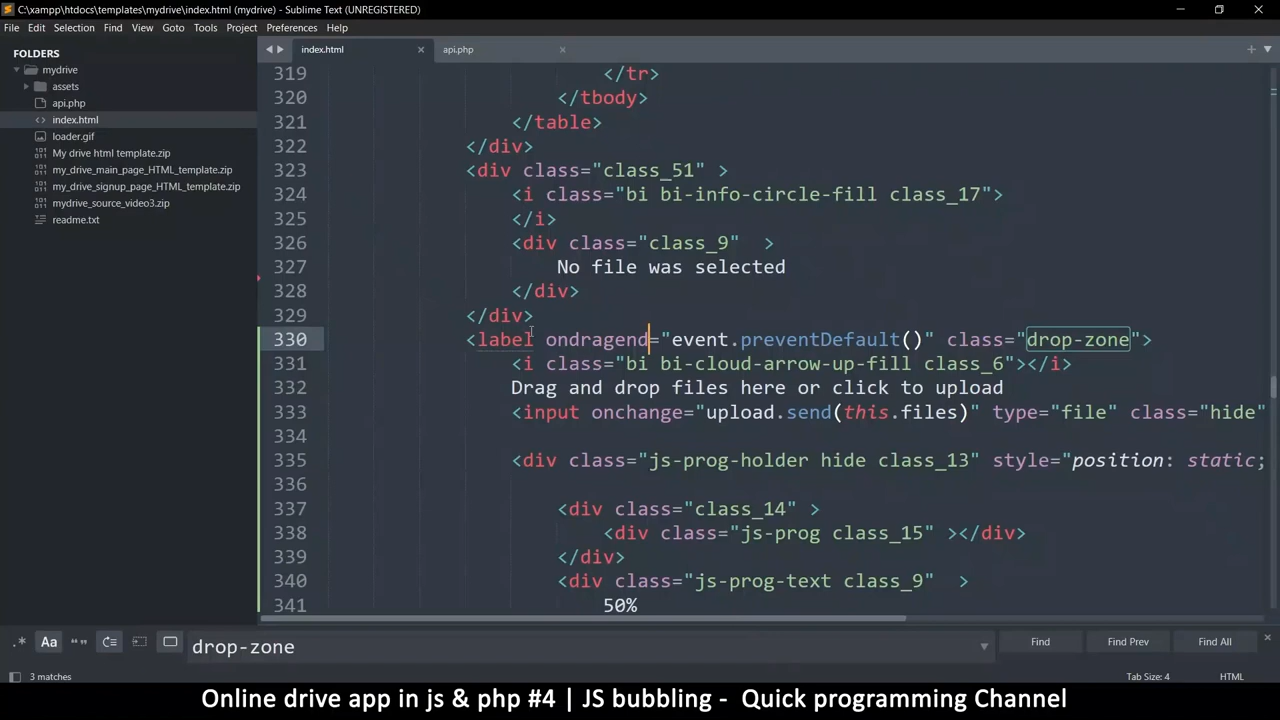 C:\xampp\htdocs\templates\mydrive\index.html (mydrive) - Sublime Text (UNREGISTERED)
File Edit Selection Find View Goto Tools Project Preferences Help
FOLDERS
mydrive
assets
api.php
index.html
loader.gif
My drive html template.zip
my_drive_main_page_HTML_template.zip
my_drive_signup_page_HTML_template.zip
mydrive_source_video3.zip
readme.txt
index.html
api.php
319 </tr>
320 </tbody>
321 </table>
322 </div>
323 <div class="class_51" >
324 <i class="bi bi-info-circle-fill class_17">
325 </i>
326 <div class="class_9"  >
327 No file was selected
328 </div>
329 </div>
330 <label ondragend="event.preventDefault()" class="drop-zone">
331 <i class="bi bi-cloud-arrow-up-fill class_6"></i>
332 Drag and drop files here or click to upload
333 <input onchange="upload.send(this.files)" type="file" class="hide"
334
335 <div class="js-prog-holder hide class_13" style="position: static;
336
337 <div class="class_14" >
338 <div class="js-prog class_15" ></div>
339 </div>
340 <div class="js-prog-text class_9"  >
341 50%
.* Aa “” drop-zone Find Find Prev Find All
3 matches Tab Size: 4 HTML
Online drive app in js & php #4 | JS bubbling -  Quick programming Channel